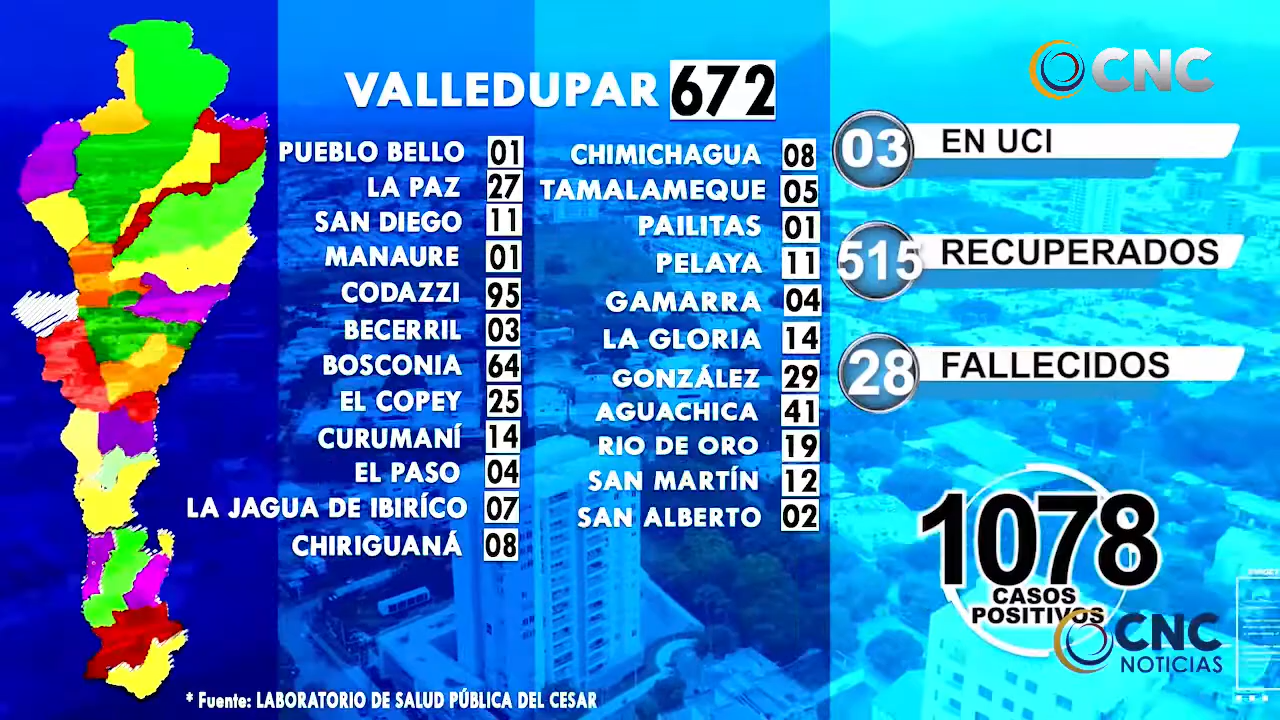 CNC
VALLEDUPAR 672
PUEBLO BELLO 01
LA PAZ 27
SAN DIEGO 11
MANAURE 01
CODAZZI 95
BECERRIL 03
BOSCONIA 64
EL COPEY 25
CURUMANÍ 14
EL PASO 04
LA JAGUA DE IBIRÍCO 07
CHIRIGUANÁ 08
CHIMICHAGUA 08
TAMALAMEQUE 05
PAILITAS 01
PELAYA 11
GAMARRA 04
LA GLORIA 14
GONZÁLEZ 29
AGUACHICA 41
RIO DE ORO 19
SAN MARTÍN 12
SAN ALBERTO 02
03 EN UCI
515 RECUPERADOS
28 FALLECIDOS
1078
CASOS
POSITIVOS
CNC
NOTICIAS
* Fuente: LABORATORIO DE SALUD PÚBLICA DEL CESAR